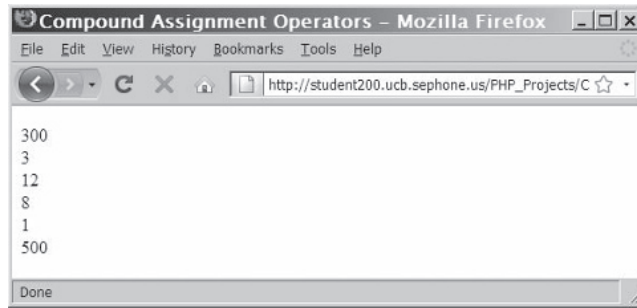 Compound Assignment Operators – Mozilla Firefox
File Edit View History Bookmarks Tools Help
http://student200.ucb.sephone.us/PHP_Projects/C
300
3
12
8
1
500
Done